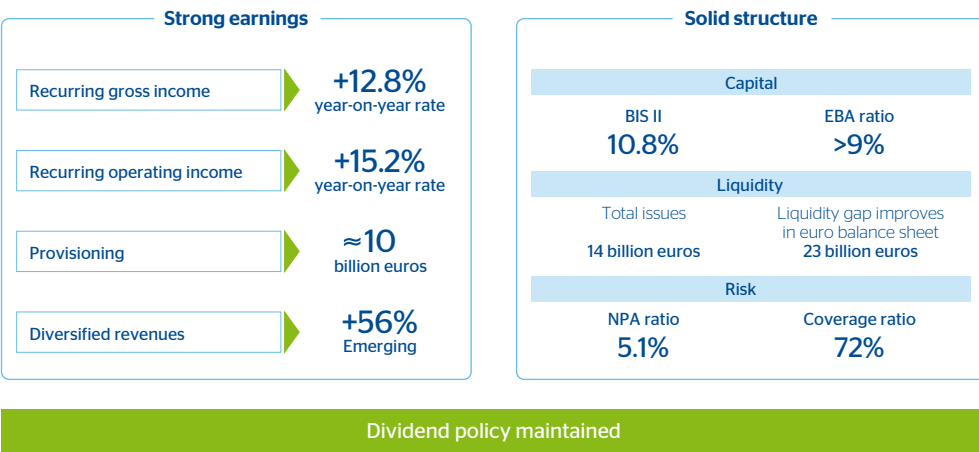 Strong earnings
Recurring gross income
+12.8%
year-on-year rate
Recurring operating income
+15.2%
year-on-year rate
Provisioning
≈10
billion euros
Diversified revenues
+56%
Emerging
Solid structure
Capital
BIS II
10.8%
EBA ratio
>9%
Liquidity
Total issues
14 billion euros
Liquidity gap improves
in euro balance sheet
23 billion euros
Risk
NPA ratio
5.1%
Coverage ratio
72%
Dividend policy maintained